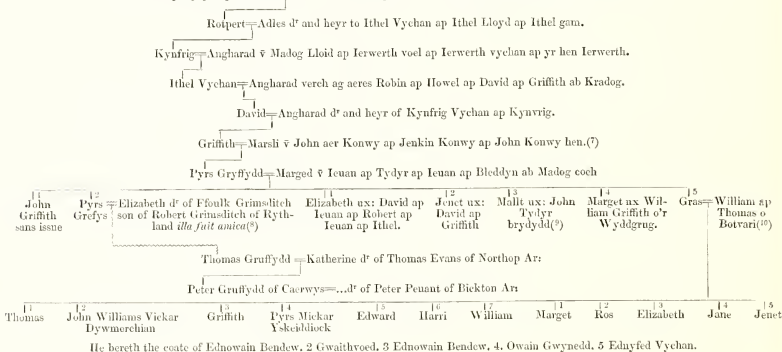 Rotpert=Adles dʳ and heyr to Ithel Vychan ap Ithel Lloyd ap Ithel gam.
Kynfrig=Angharad v̄ Madog Lloid ap Ierwerth voel ap Ierwerth vychan ap yr hen Ierwerth.
Ithel Vychan=Angharad verch ag aeres Robin ap Howel ap David ap Griffith ab Kradog.
David=Angharad dʳ and heyr of Kynfrig Vychan ap Kynvrig.
Griffith=Marsli v̄ John aer Konwy ap Jenkin Konwy ap John Konwy hen.(⁷)
Pyrs Gryffydd=Marged v̄ Ieuan ap Tydyr ap Ieuan ap Bleddyn ab Madog coch
1 2 1 2 3 4 5
John Pyrs =Elizabeth dʳ of Ffoulk Grimsditch Elizabeth ux: David ap Jenet ux: Mallt ux: John Marget ux Wil- Gras=William ap
Griffith Grefys son of Robert Grimsditch of Ryth- Ieuan ap Robert ap David ap Tydyr liam Griffith o'r Thomas o
sans issue land illa fuit amica(⁸) Ieuan ap Ithel. Griffith brydydd(⁹) Wyddgrug. Botvari(¹⁰)
Thomas Gruffydd =Katherine dʳ of Thomas Evans of Northop Ar:
Peter Gruffydd of Caerwys=...dʳ of Peter Penant of Bickton Ar:
1 2 3 4 5 6 7 1 2 3 4 5
Thomas John Williams Vickar Griffith Pyrs Mickar Edward Harri William Marget Ros Elizabeth Jane Jenet
Dywmerchian Yskeiddiock
He bereth the coate of Ednowain Bendew, 2 Gwaithvoed, 3 Ednowain Bendew, 4, Owain Gwynedd, 5 Ednyfed Vychan.